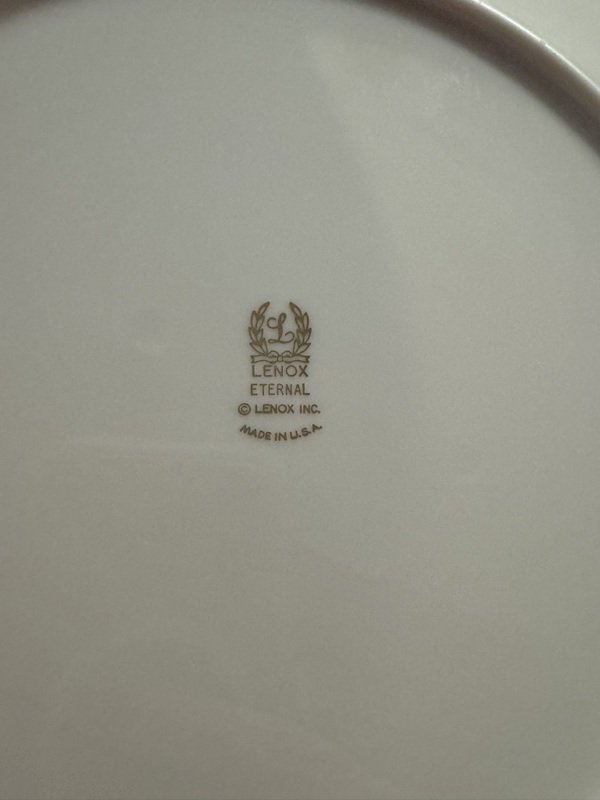 L
LENOX
ETERNAL
© LENOX INC.
MADE IN U.S.A.